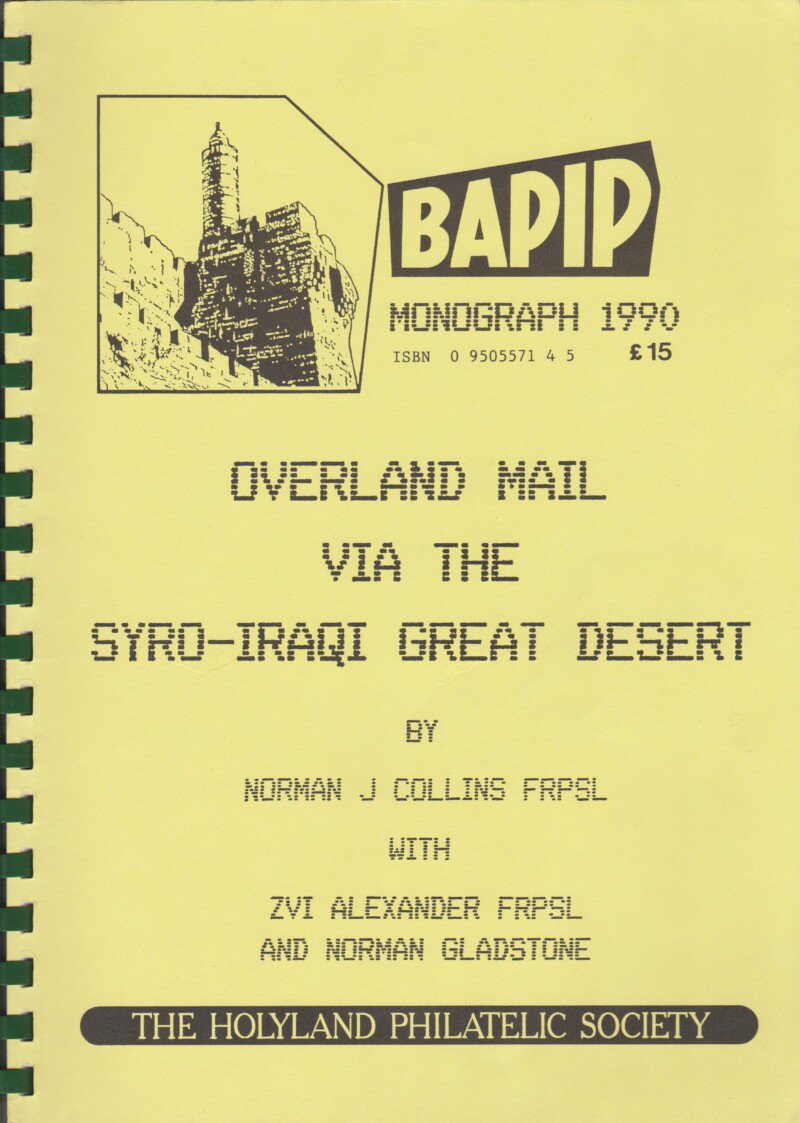 BAPIP
MONOGRAPH 1990
ISBN 0 9505571 4 5 £15
OVERLAND MAIL
VIA THE
SYRO-IRAQI GREAT DESERT
BY
NORMAN J COLLINS FRPSL
WITH
ZVI ALEXANDER FRPSL
AND NORMAN GLADSTONE
THE HOLYLAND PHILATELIC SOCIETY